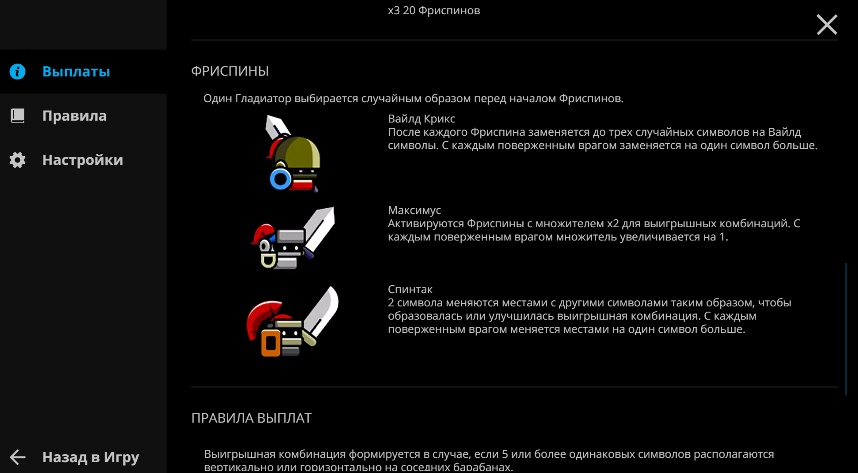 x3 20 Фриспинов
Выплаты
Правила
Настройки
Назад в Игру
ФРИСПИНЫ
Один Гладиатор выбирается случайным образом перед началом Фриспинов.
Вайлд Крикс
После каждого Фриспина заменяется до трех случайных символов на Вайлд
символы. С каждым поверженным врагом заменяется на один символ больше.
Максимус
Активируются Фриспины с множителем x2 для выигрышных комбинаций. С
каждым поверженным врагом множитель увеличивается на 1.
Спинтак
2 символа меняются местами с другими символами таким образом, чтобы
образовалась или улучшилась выигрышная комбинация. С каждым
поверженным врагом меняется местами на один символ больше.
ПРАВИЛА ВЫПЛАТ
Выигрышная комбинация формируется в случае, если 5 или более одинаковых символов располагаются
вертикально или горизонтально на соседних барабанах.